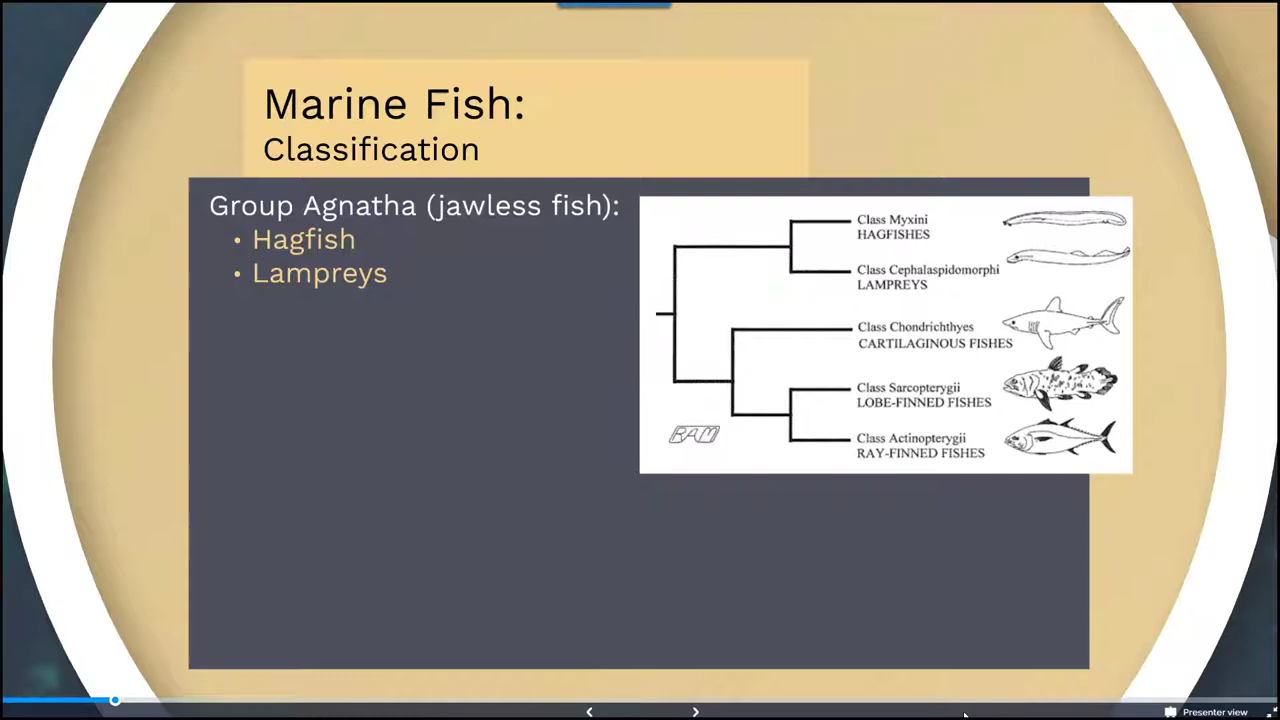 Marine Fish:
Classification
Group Agnatha (jawless fish):
• Hagfish
• Lampreys
Class Myxini
HAGFISHES
Class Cephalaspidomorphi
LAMPREYS
Class Chondrichthyes
CARTILAGINOUS FISHES
Class Sarcopterygii
LOBE-FINNED FISHES
Class Actinopterygii
RAY-FINNED FISHES
BAM
Presenter view